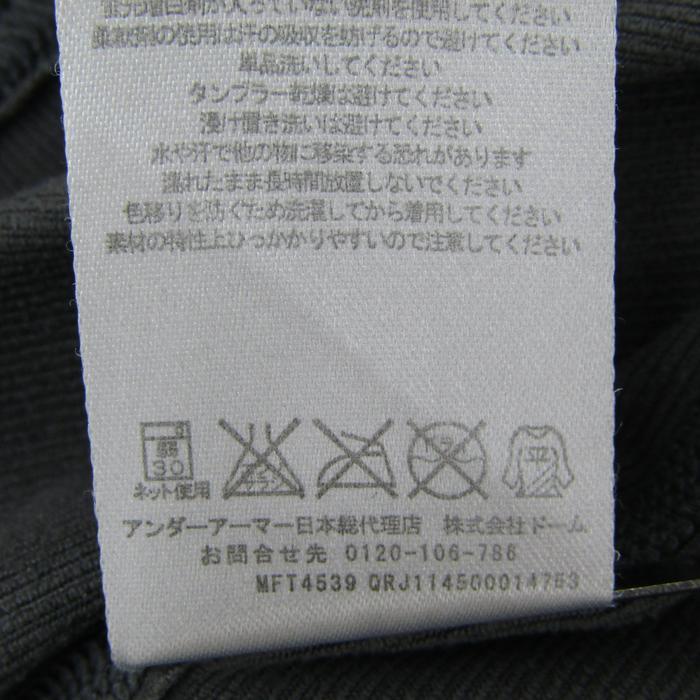 蛍光増白剤が入っていない洗剤を使用してください
柔軟剤の使用は汗の吸収を妨げるので避けてください
単品洗いしてください
タンブラー乾燥は避けてください
浸け置き洗いは避けてください
水や汗で他の物に移染する恐れがあります
濡れたまま長時間放置しないでください
色移りを防ぐため洗濯してから着用してください
素材の特性上ひっかかりやすいので注意してください
弱
30
エンソ
ドライ
平
ネット使用
アンダーアーマー日本総代理店 株式会社ドーム
お問合せ先 0120-106-786
MFT4539 QRJ114500014753